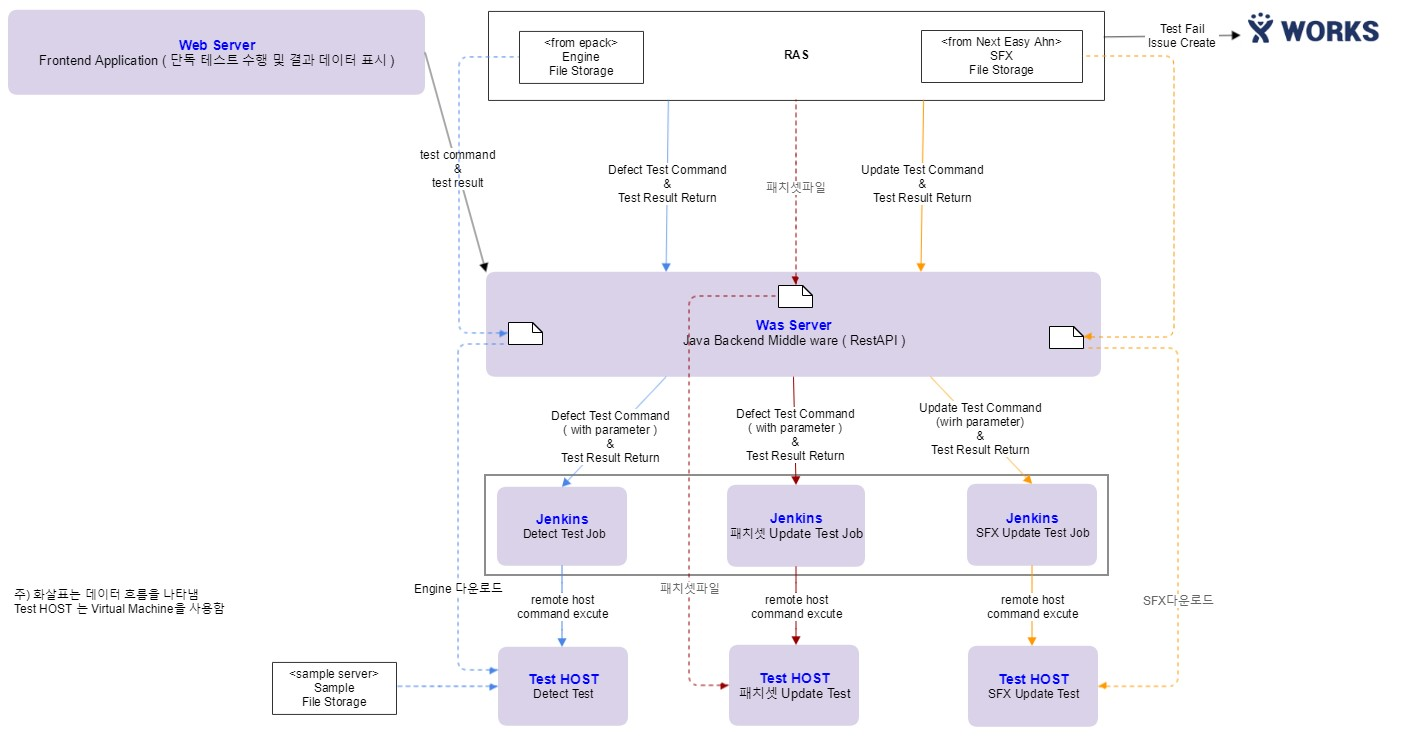 Web Server
Frontend Application ( 단독 테스트 수행 및 결과 데이터 표시 )
<from epack>
Engine
File Storage
RAS
<from Next Easy Ahn>
SFX
File Storage
Test Fail
Issue Create
WORKS
test command
&
test result
Defect Test Command
&
Test Result Return
패치셋파일
Update Test Command
&
Test Result Return
Was Server
Java Backend Middle ware ( RestAPI )
Defect Test Command
( with parameter )
&
Test Result Return
Defect Test Command
( with parameter )
&
Test Result Return
Update Test Command
(wirh parameter)
&
Test Result Return
Jenkins
Detect Test Job
Jenkins
패치셋 Update Test Job
Jenkins
SFX Update Test Job
주) 화살표는 데이터 흐름을 나타냄
Test HOST 는 Virtual Machine을 사용함
Engine 다운로드
remote host
command excute
패치셋파일
remote host
command excute
remote host
command excute
SFX다운로드
<sample server>
Sample
File Storage
Test HOST
Detect Test
Test HOST
패치셋 Update Test
Test HOST
SFX Update Test